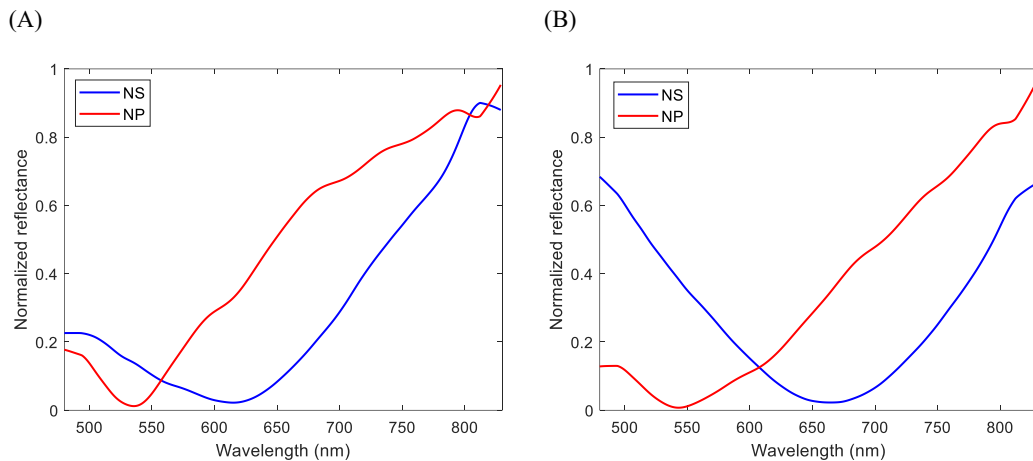 (A)
(B)
1
0.8
0.6
0.4
0.2
0
NS
NP
Normalized reflectance
500 550 600 650 700 750 800
Wavelength (nm)
1
0.8
0.6
0.4
0.2
0
NS
NP
Normalized reflectance
500 550 600 650 700 750 800
Wavelength (nm)